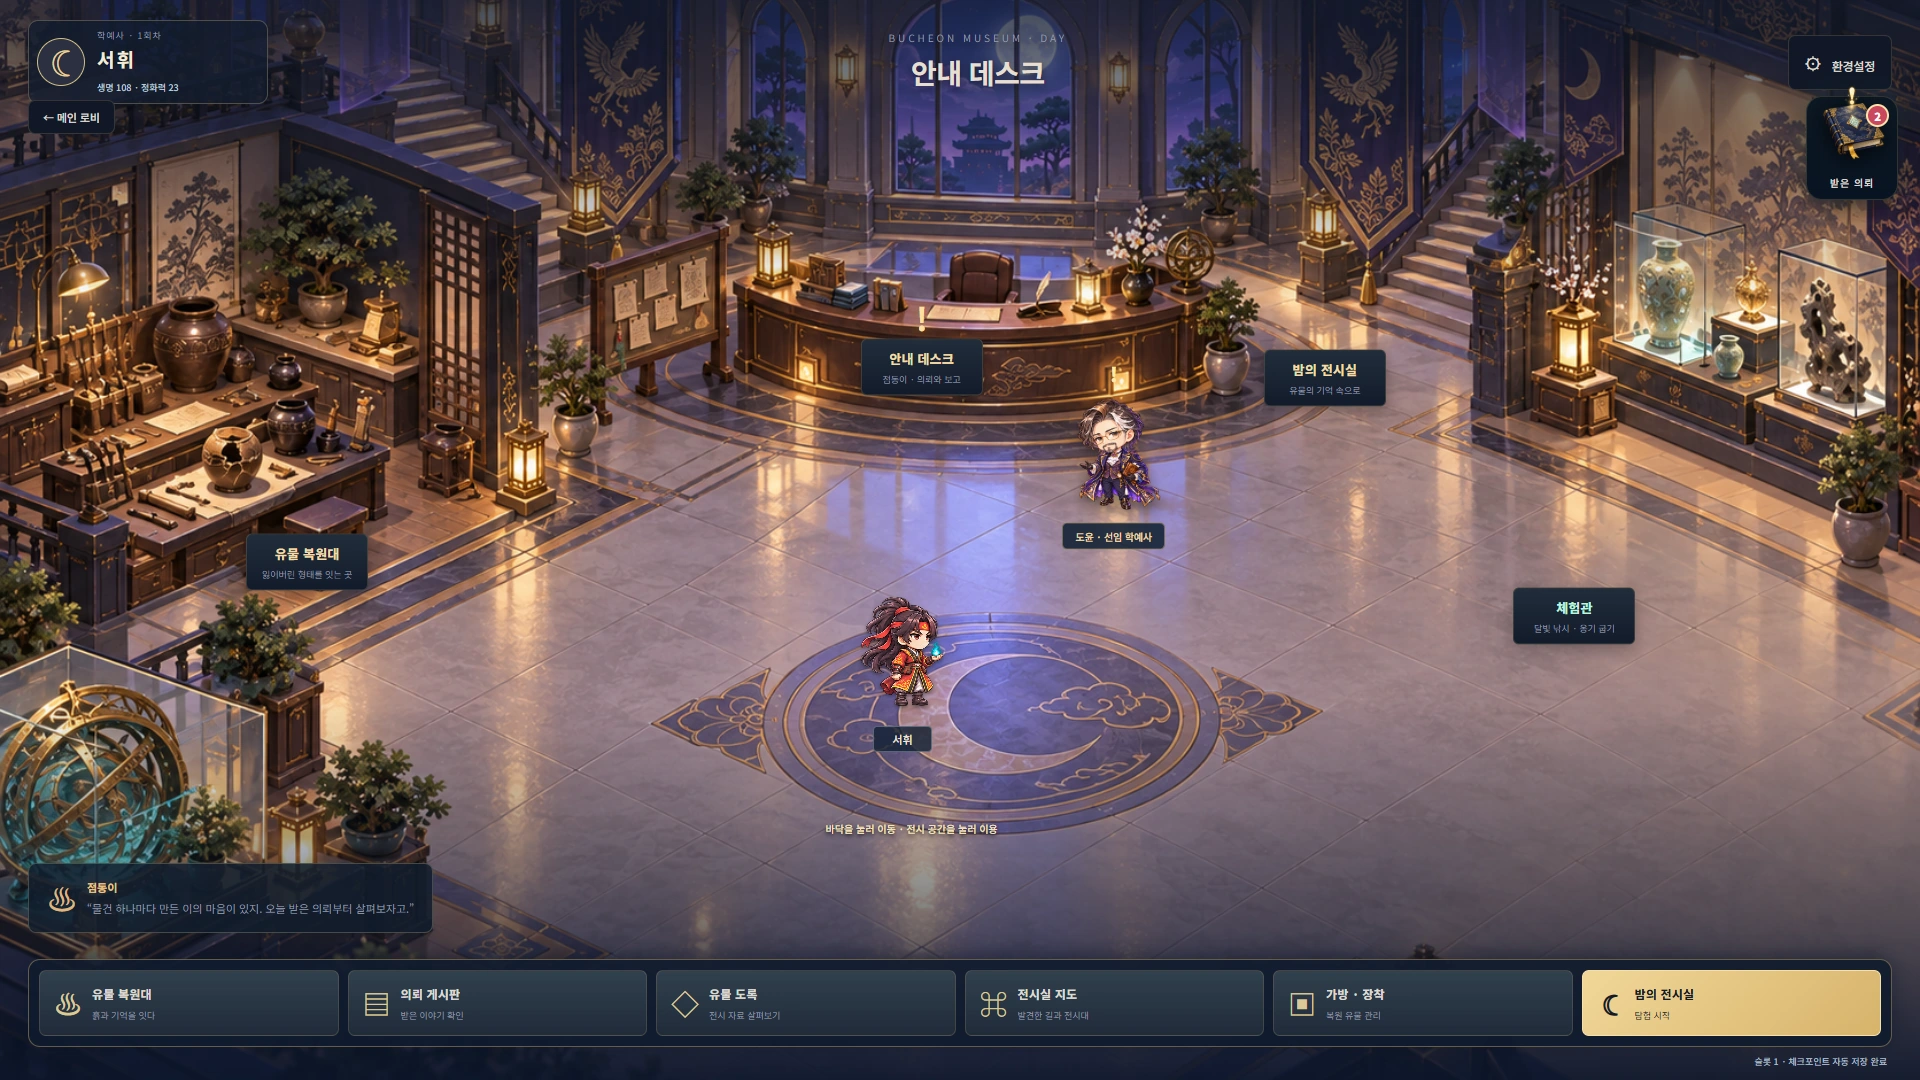 학예사 · 1회차
서휘
생명 108 · 정화력 23
← 메인 로비
BUCHEON MUSEUM · DAY
안내 데스크
환경설정
2
받은 의뢰
안내 데스크
점동이 · 의뢰와 보고
밤의 전시실
유물의 기억 속으로
도윤 · 선임 학예사
유물 복원대
잃어버린 형태를 잇는 곳
체험관
달빛 낚시 · 옹기 굽기
서휘
바닥을 눌러 이동 · 전시 공간을 눌러 이용
점동이
“물건 하나마다 만든 이의 마음이 있지. 오늘 받은 의뢰부터 살펴보자고.”
유물 복원대
흙과 기억을 잇다
의뢰 게시판
받은 이야기 확인
유물 도록
전시 자료 살펴보기
전시실 지도
발견한 길과 전시대
가방 · 장착
복원 유물 관리
밤의 전시실
탐험 시작
슬롯 1 · 체크포인트 자동 저장 완료